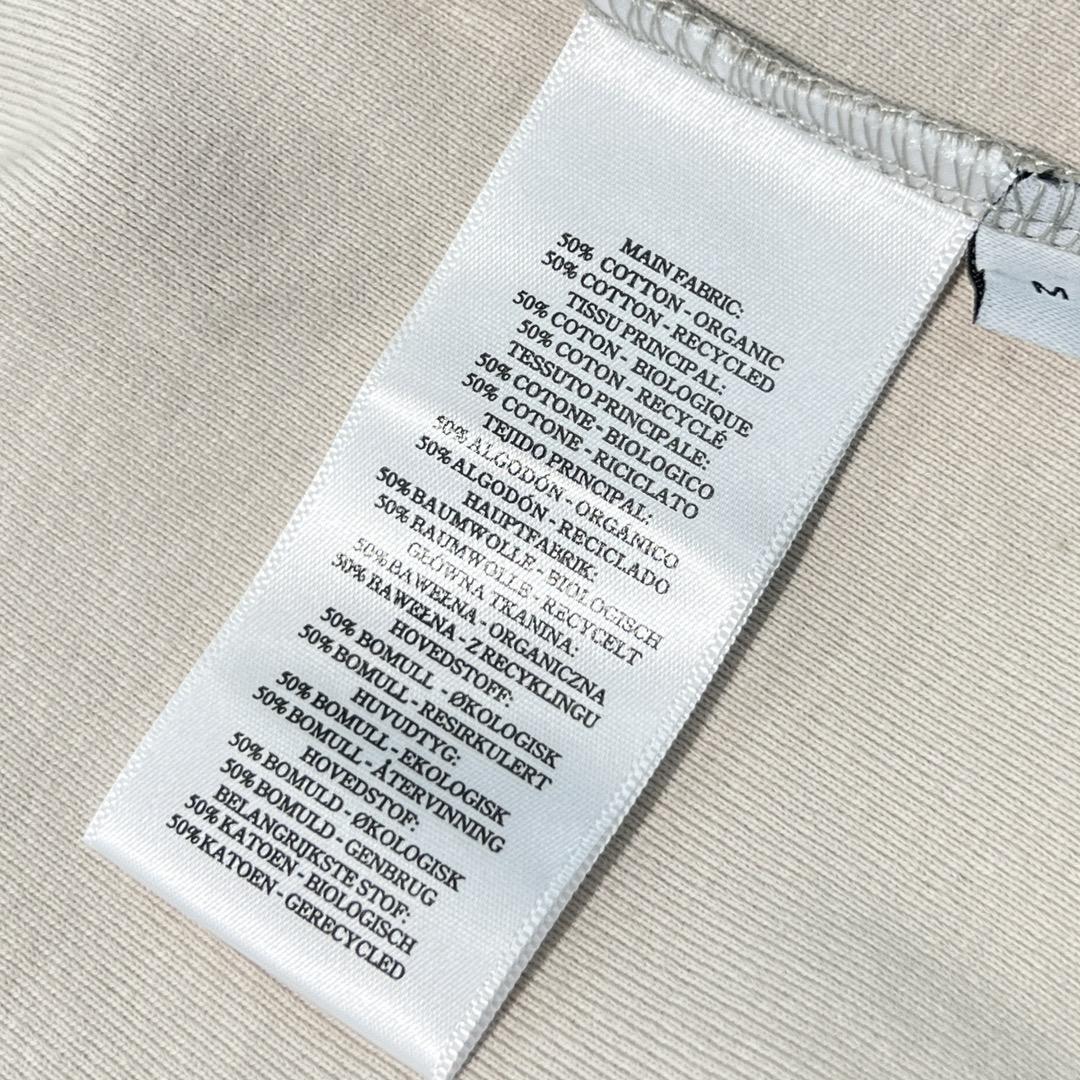 MAIN FABRIC:
50% COTTON - ORGANIC
50% COTTON - RECYCLED
TISSU PRINCIPAL:
50% COTON - BIOLOGIQUE
50% COTON - RECYCLÉ
TESSUTO PRINCIPALE:
50% COTONE - BIOLOGICO
50% COTONE - RICICLATO
TEJIDO PRINCIPAL:
50% ALGODÓN - ORGÁNICO
50% ALGODÓN - RECICLADO
HAUPTFABRIK:
50% BAUMWOLLE - BIOLOGISCH
50% BAUMWOLLE - RECYCELT
GŁÓWNA TKANINA:
50% BAWEŁNA - ORGANICZNA
50% BAWEŁNA - Z RECYKLINGU
HOVEDSTOFF:
50% BOMULL - ØKOLOGISK
50% BOMULL - RESIRKULERT
HUVUDTYG:
50% BOMULL - EKOLOGISK
50% BOMULL - ÅTERVINNING
HOVEDSTOF:
50% BOMULD - ØKOLOGISK
50% BOMULD - GENBRUG
BELANGRIJKSTE STOF:
50% KATOEN - BIOLOGISCH
50% KATOEN - GERECYCLED
M